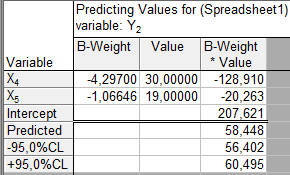 Predicting Values for (Spreadsheet1)
variable: Y2
Variable B-Weight Value B-Weight * Value
X4 -4,29700 30,00000 -128,910
X5 -1,06646 19,00000 -20,263
Intercept 207,621
Predicted 58,448
-95,0%CL 56,402
+95,0%CL 60,495